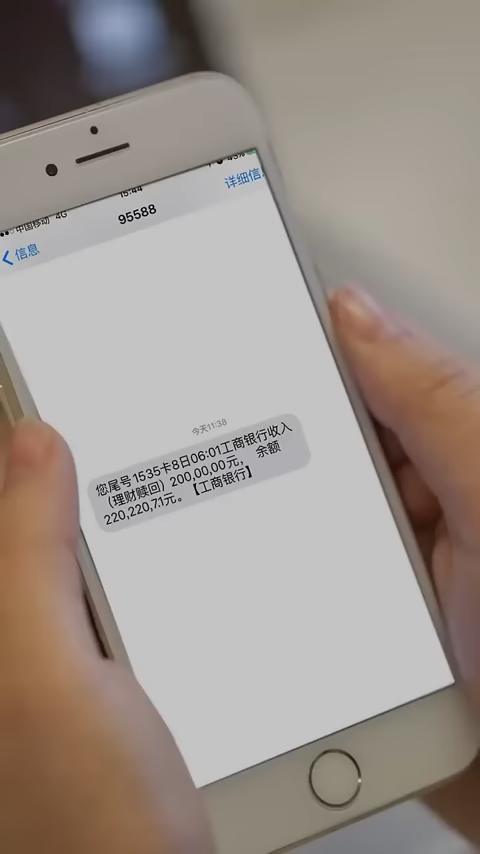 中国移动 4G 15:44 45%
信息 95588 详细信
今天11:38
您尾号1535卡8日06:01工商银行收入
（理财赎回）200,00,00元， 余额
220,220,71元。【工商银行】